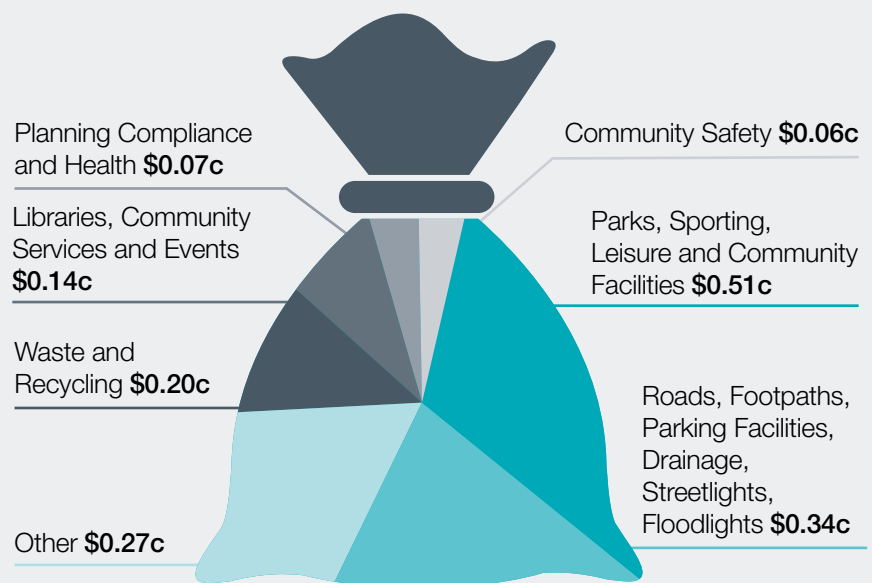 Planning Compliance
and Health $0.07c
Libraries, Community
Services and Events
$0.14c
Waste and
Recycling $0.20c
Other $0.27c
Community Safety $0.06c
Parks, Sporting,
Leisure and Community
Facilities $0.51c
Roads, Footpaths,
Parking Facilities,
Drainage,
Streetlights,
Floodlights $0.34c